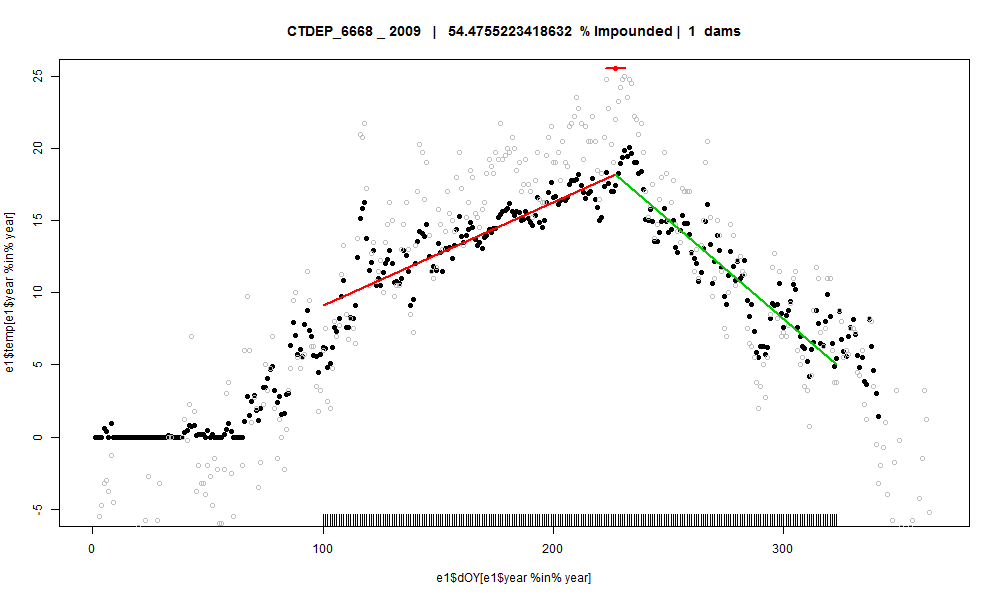 CTDEP_6668 _ 2009 | 54.4755223418632 % Impounded | 1 dams
e1$temp[e1$year %in% year]
25
20
15
10
5
0
-5
0 100 200 300
e1$dOY[e1$year %in% year]